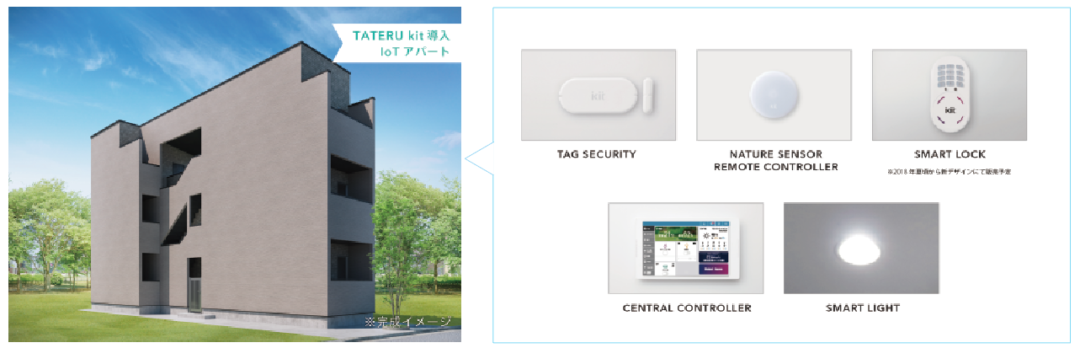 TATERU kit 導入
IoT アパート
※完成イメージ
kit
TAG SECURITY
NATURE SENSOR
REMOTE CONTROLLER
kit
SMART LOCK
※2018年夏頃から新デザインにて販売予定
CENTRAL CONTROLLER
SMART LIGHT